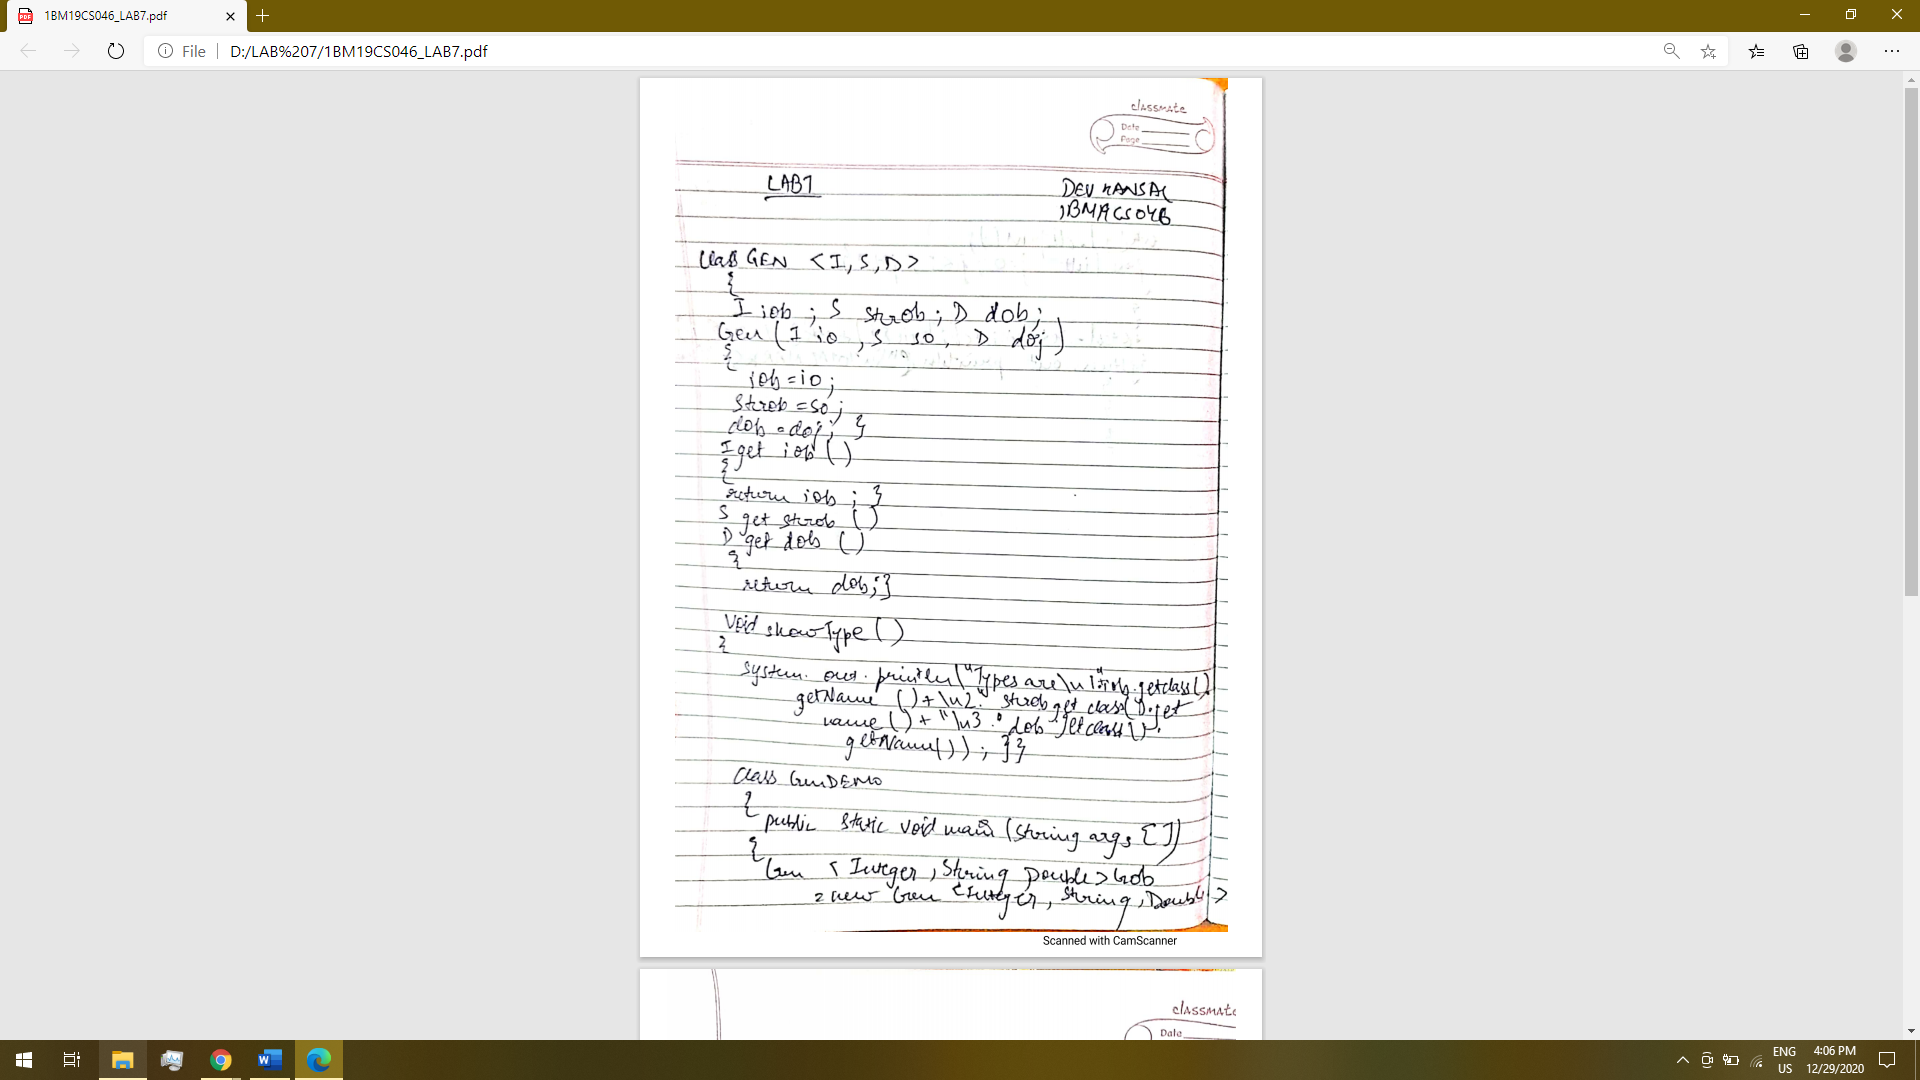 1BM19CS046_LAB7.pdf
File
D:/LAB%207/1BM19CS046_LAB7.pdf
classmate
Date
Page
LAB7
DEV KANSAL
1BM19CS046
Class GEN <I, S, D>
{
I iob ; S strob ; D dob ;
Gen ( I io , S so , D doj )
{
iob = io ;
strob = so ;
dob = doj ; }
I get iob ( )
{
return iob ; }
S get strob ( )
D get dob ( )
{
return dob ; }
Void showType ( )
{
System. out. println ("Types are \n 1" + iob. getclass ( ).
getName ( ) + \n2." strob get class( ). get
name ( ) + "\n3." dob getclass ( ).
getName( ) ) ; } }
Class GenDEMO
{
public static void main (String args [ ] )
{
Gen < Integer , String Double > Gob
= new Gen < Integer , String , Double >
Scanned with CamScanner
classmate
Date
ENG
US
4:06 PM
12/29/2020